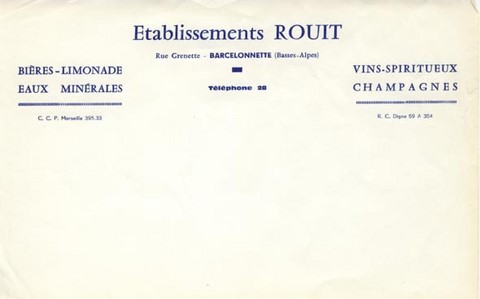 Etablissements ROUIT
Rue Grenette - BARCELONNETTE (Basses-Alpes)
BIÈRES-LIMONADE
EAUX MINÉRALES
VINS-SPIRITUEUX
CHAMPAGNES
Téléphone 28
C. C. P. Marseille 395.33
R. C. Digne 59 A 354